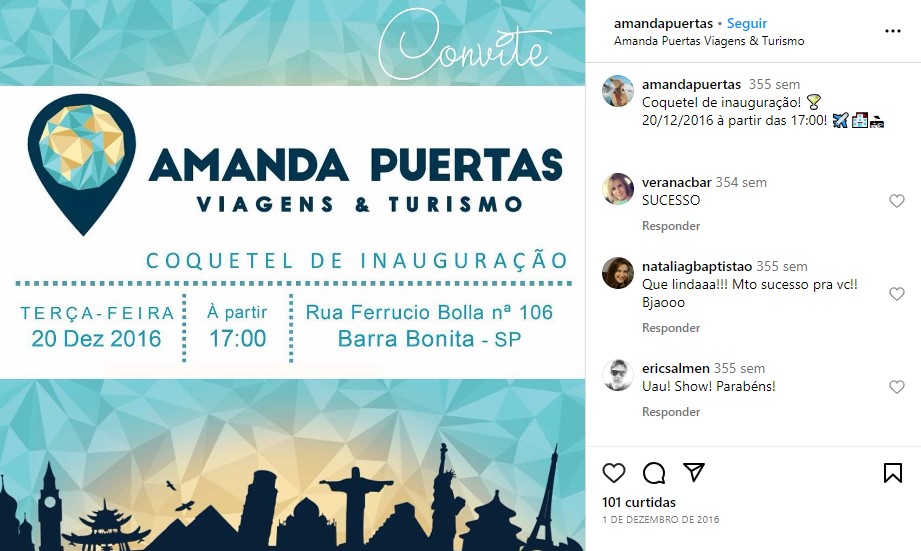 Convite
AMANDA PUERTAS
VIAGENS & TURISMO
COQUETEL DE INAUGURAÇÃO
TERÇA-FEIRA
20 Dez 2016
À partir
17:00
Rua Ferrucio Bolla nª 106
Barra Bonita - SP
amandapuertas • Seguir
Amanda Puertas Viagens & Turismo
amandapuertas 355 sem
Coquetel de inauguração! 🏆
20/12/2016 à partir das 17:00!
veranacbar 354 sem
SUCESSO
Responder
nataliagbaptistao 355 sem
Que lindaaa!!! Mto sucesso pra vc!!
Bjaooo
Responder
ericsalmen 355 sem
Uau! Show! Parabéns!
Responder
101 curtidas
1 DE DEZEMBRO DE 2016